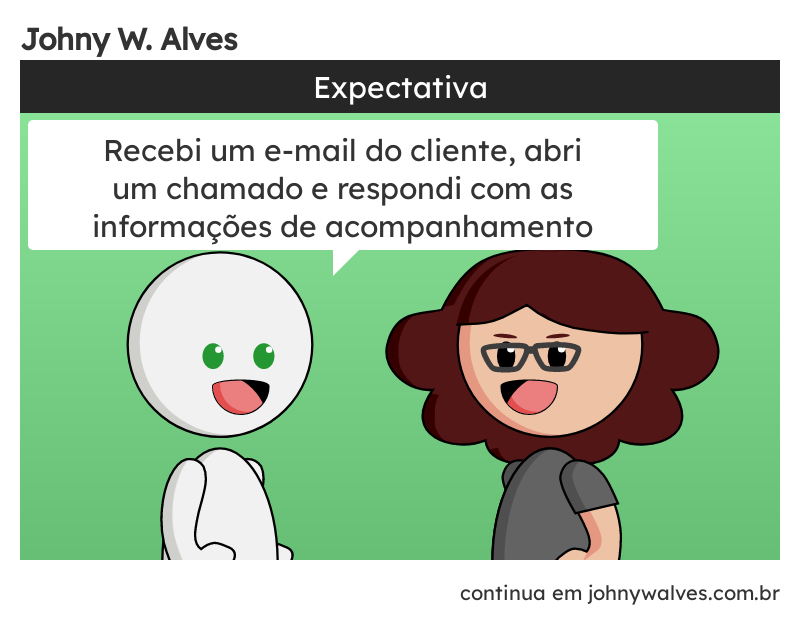 Johny W. Alves
Expectativa
Recebi um e-mail do cliente, abri
um chamado e respondi com as
informações de acompanhamento
continua em johnywalves.com.br